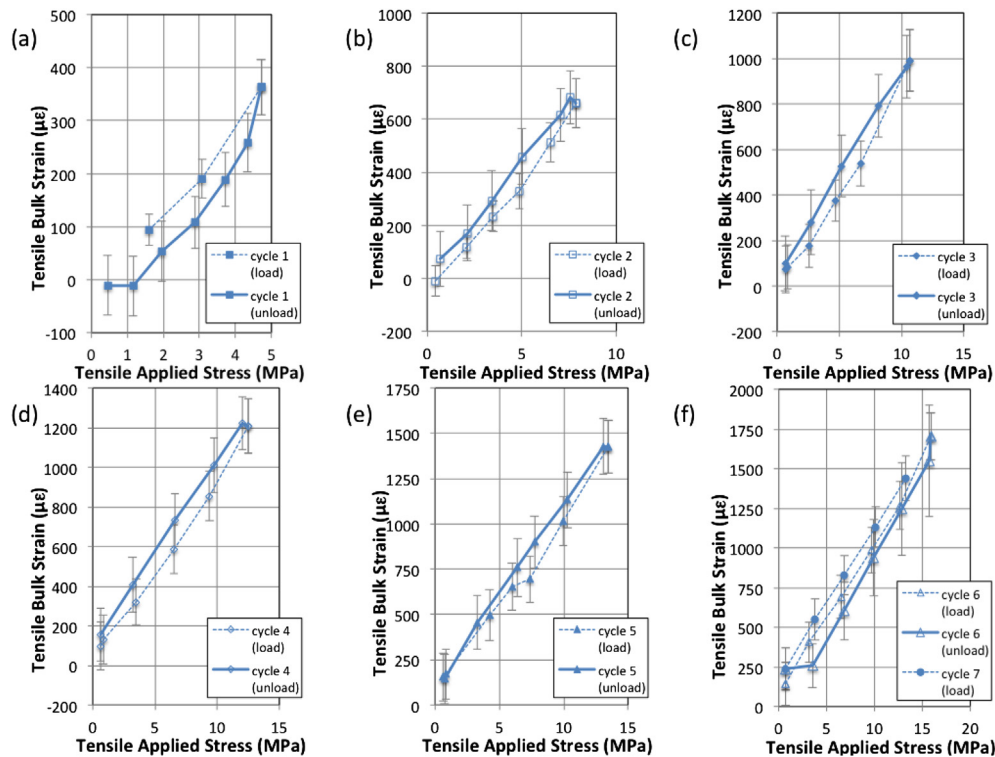 (a)
500
400
300
200
100
0
-100
0 1 2 3 4 5
Tensile Bulk Strain (με)
Tensile Applied Stress (MPa)
cycle 1
(load)
cycle 1
(unload)
(b)
1000
800
600
400
200
0
-200
0 5 10
Tensile Bulk Strain (με)
Tensile Applied Stress (MPa)
cycle 2
(load)
cycle 2
(unload)
(c)
1200
1000
800
600
400
200
0
-200
0 5 10 15
Tensile Bulk Strain (με)
Tensile Applied Stress (MPa)
cycle 3
(load)
cycle 3
(unload)
(d)
1400
1200
1000
800
600
400
200
0
-200
0 5 10 15
Tensile Bulk Strain (με)
Tensile Applied Stress (MPa)
cycle 4
(load)
cycle 4
(unload)
(e)
1750
1500
1250
1000
750
500
250
0
0 5 10 15
Tensile Bulk Strain (με)
Tensile Applied Stress (MPa)
cycle 5
(load)
cycle 5
(unload)
(f)
2000
1750
1500
1250
1000
750
500
250
0
0 5 10 15 20
Tensile Bulk Strain (με)
Tensile Applied Stress (MPa)
cycle 6
(load)
cycle 6
(unload)
cycle 7
(load)